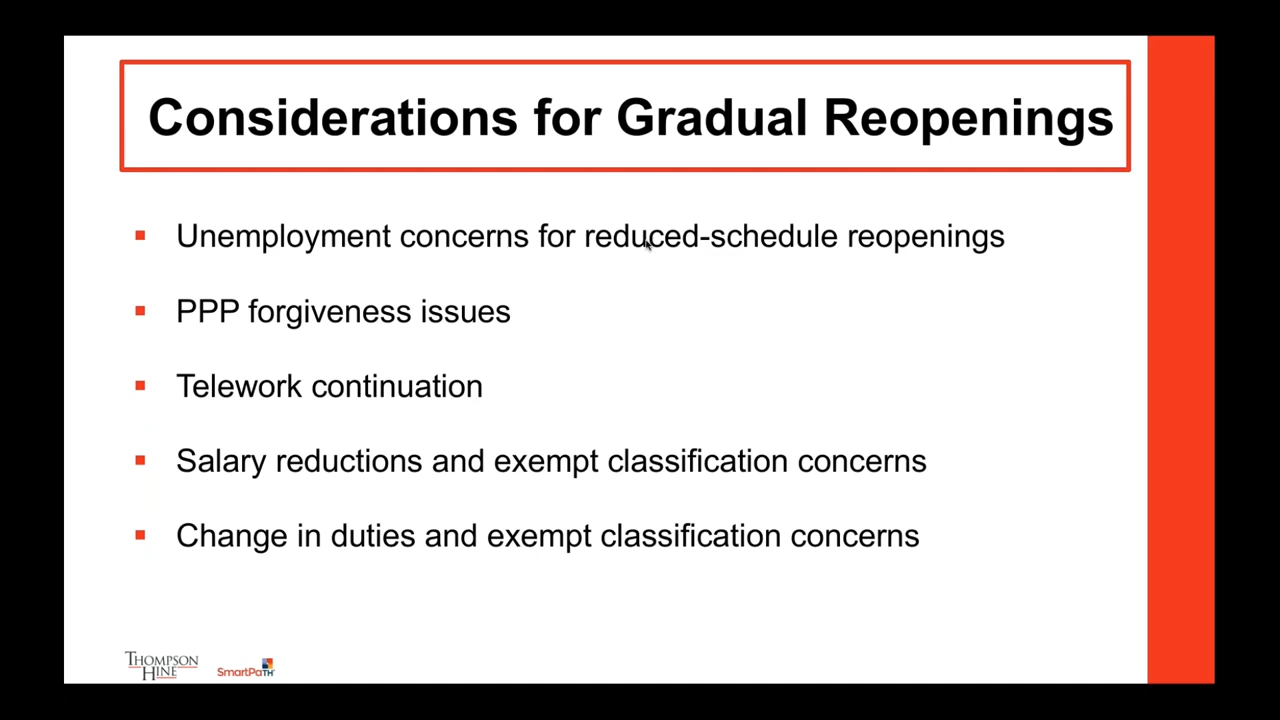 Considerations for Gradual Reopenings
Unemployment concerns for reduced-schedule reopenings
PPP forgiveness issues
Telework continuation
Salary reductions and exempt classification concerns
Change in duties and exempt classification concerns
THOMPSON
HINE
SmartPaTH